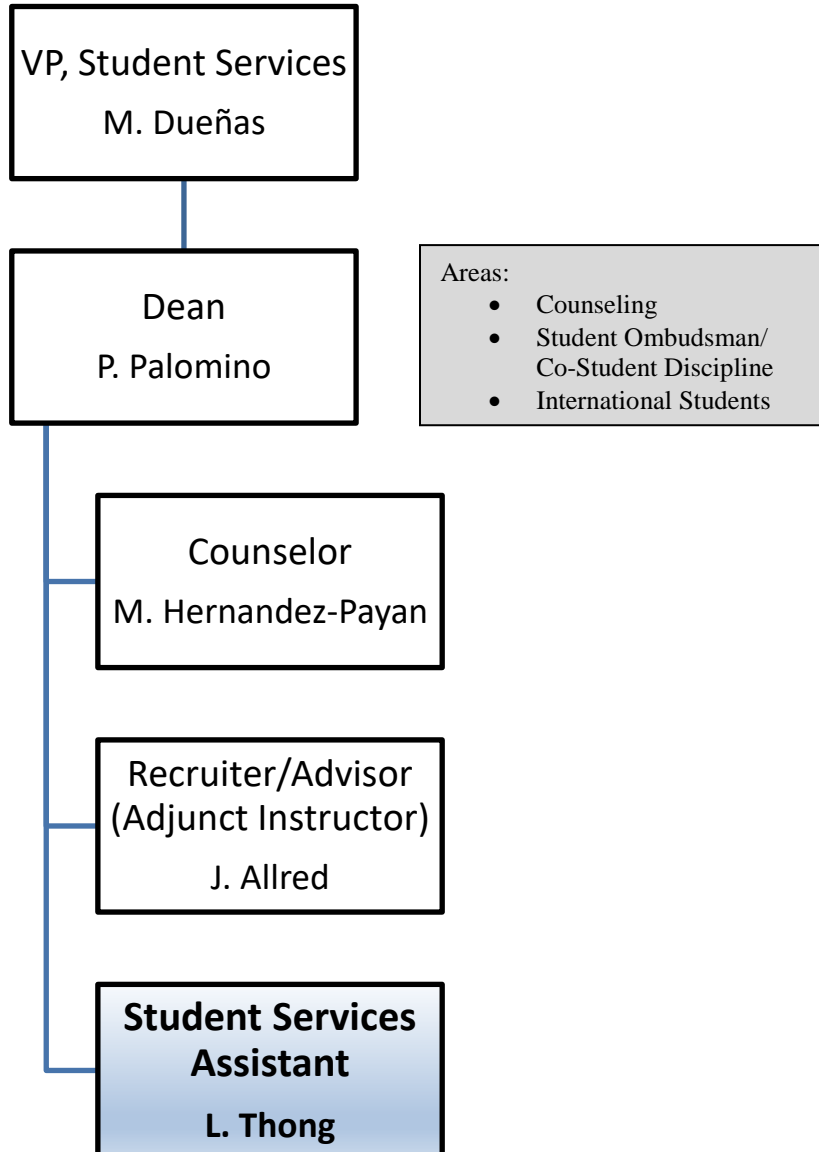 VP, Student Services
M. Dueñas
Dean
P. Palomino
Areas:
• Counseling
• Student Ombudsman/
Co-Student Discipline
• International Students
Counselor
M. Hernandez-Payan
Recruiter/Advisor
(Adjunct Instructor)
J. Allred
Student Services
Assistant
L. Thong